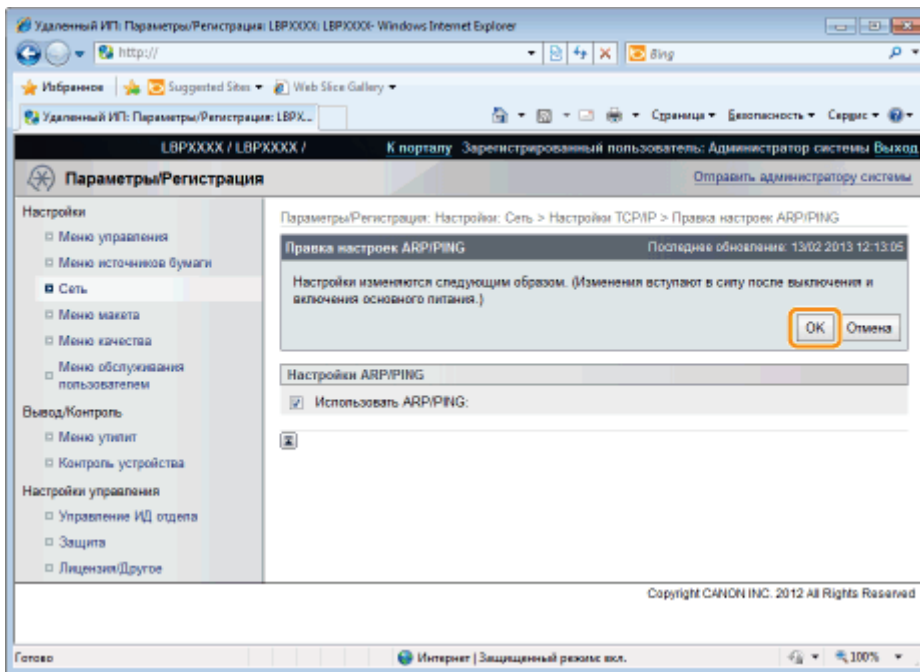 Удаленный ИП: Параметры/Регистрация: LBPXXXX: LBPXXXX- Windows Internet Explorer
http://
Bing
Избранное Suggested Sites Web Slice Gallery
Удаленный ИП: Параметры/Регистрация: LBPX... Страница Безопасность Сервис
LBPXXXX / LBPXXXX / К порталу Зарегистрированный пользователь: Администратор системы Выход
Параметры/Регистрация Отправить администратору системы
Настройки
Меню управления
Меню источников бумаги
Сеть
Меню макета
Меню качества
Меню обслуживания
пользователем
Вывод/Контроль
Меню утилит
Контроль устройства
Настройки управления
Управление ИД отдела
Защита
Лицензия/Другое
Параметры/Регистрация: Настройки: Сеть > Настройки TCP/IP > Правка настроек ARP/PING
Правка настроек ARP/PING Последнее обновление: 13/02 2013 12:13:05
Настройки изменяются следующим образом. (Изменения вступают в силу после выключения и
включения основного питания.)
OK Отмена
Настройки ARP/PING
Использовать ARP/PING:
Copyright CANON INC. 2012 All Rights Reserved
Готово Интернет | Защищенный режим: вкл. 100%